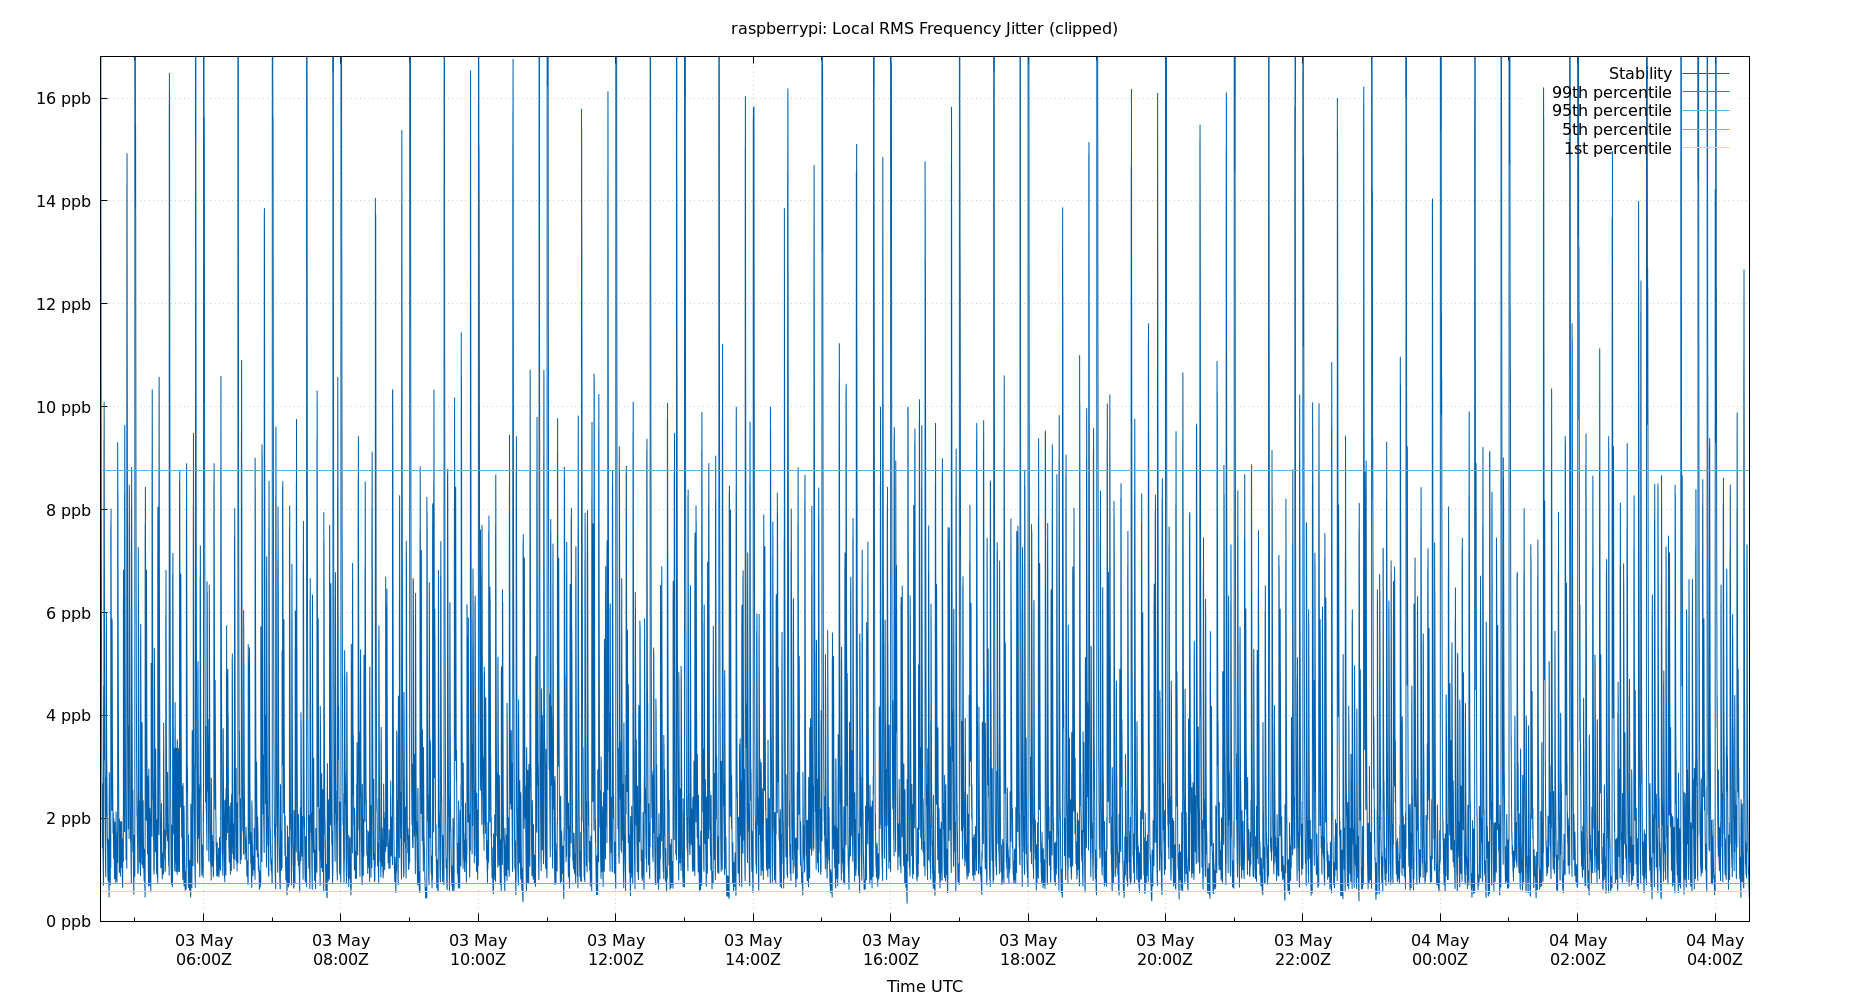 raspberrypi: Local RMS Frequency Jitter (clipped)
Stability
99th percentile
95th percentile
5th percentile
1st percentile
16 ppb
14 ppb
12 ppb
10 ppb
8 ppb
6 ppb
4 ppb
2 ppb
0 ppb
03 May 03 May 03 May 03 May 03 May 03 May 03 May 03 May 03 May 04 May 04 May 04 May
06:00Z 08:00Z 10:00Z 12:00Z 14:00Z 16:00Z 18:00Z 20:00Z 22:00Z 00:00Z 02:00Z 04:00Z
Time UTC